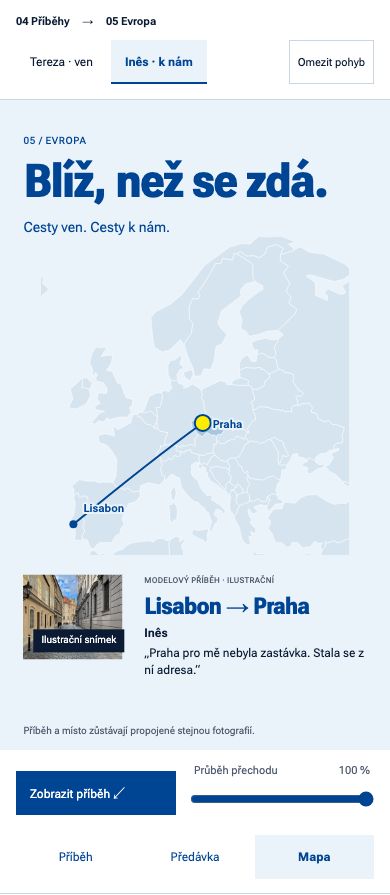 04 Příběhy → 05 Evropa
Tereza · ven
Inês · k nám
Omezit pohyb
05 / EVROPA
Blíž, než se zdá.
Cesty ven. Cesty k nám.
Praha
Lisabon
MODELOVÝ PŘÍBĚH · ILUSTRAČNÍ
Lisabon → Praha
Inês
„Praha pro mě nebyla zastávka. Stala se z
ní adresa.“
Ilustrační snímek
Příběh a místo zůstávají propojené stejnou fotografií.
Zobrazit příběh ↙
Průběh přechodu 100 %
Příběh
Předávka
Mapa